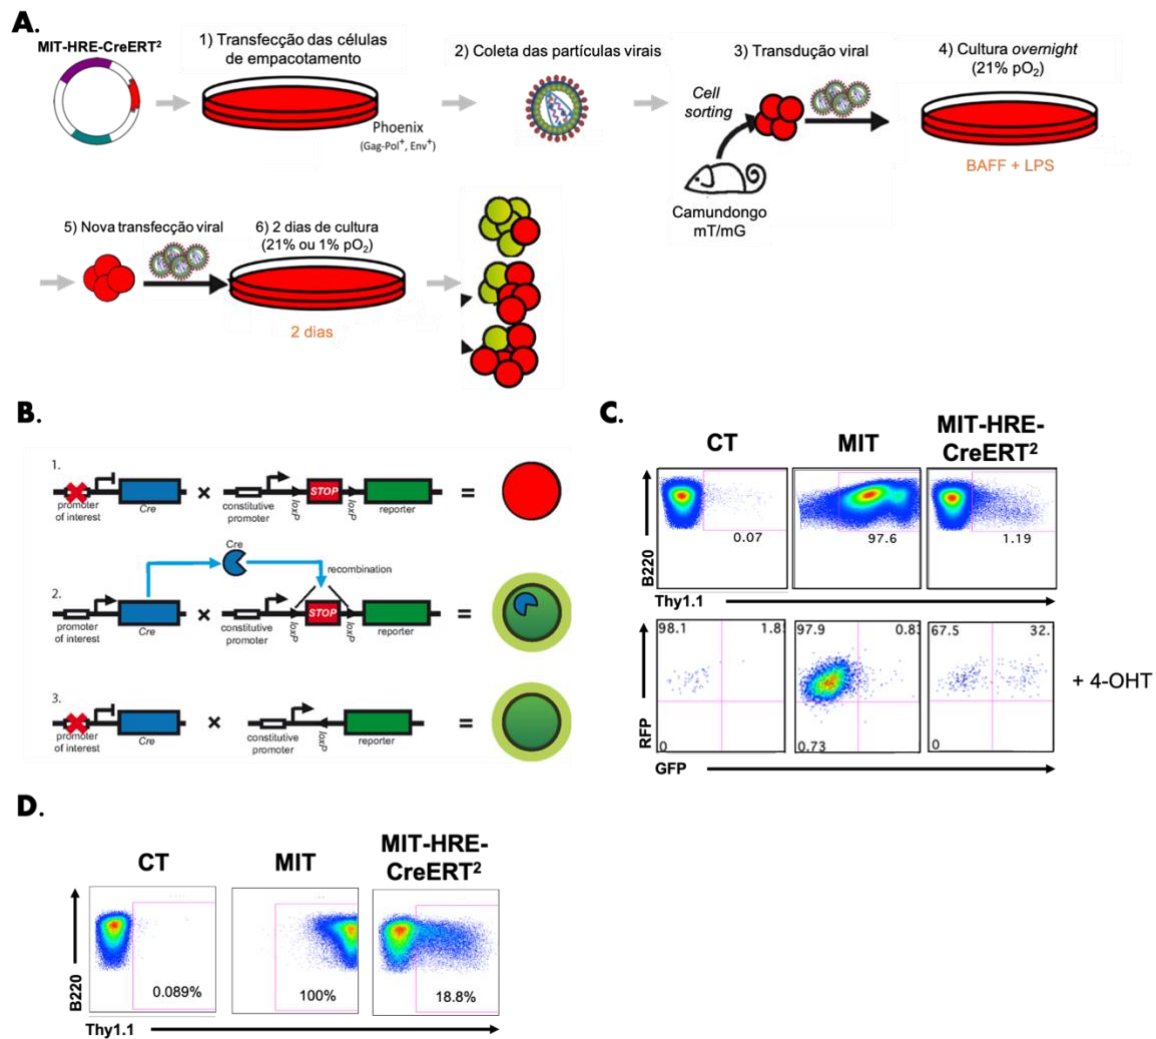 A.
MIT-HRE-CreERT²
1) Transfecção das células
de empacotamento
Phoenix
(Gag-Pol⁺, Env⁺)
2) Coleta das partículas virais
3) Transdução viral
Cell
sorting
Camundongo
mT/mG
4) Cultura overnight
(21% pO₂)
BAFF + LPS
5) Nova transfecção viral
6) 2 dias de cultura
(21% ou 1% pO₂)
2 dias
B.
1.
promoter
of interest
Cre
×
constitutive
promoter
loxP
STOP
loxP
reporter
=
Cre
recombination
2.
promoter
of interest
Cre
×
constitutive
promoter
loxP
STOP
loxP
reporter
=
3.
promoter
of interest
Cre
×
constitutive
promoter
loxP
reporter
=
C.
CT
MIT
MIT-HRE-
CreERT²
0.07
97.6
1.19
B220
Thy1.1
98.1
97.9
0.73
67.5
32.
0
0
RFP
GFP
+ 4-OHT
D.
CT
MIT
MIT-HRE-
CreERT²
0.089%
100%
18.8%
B220
Thy1.1